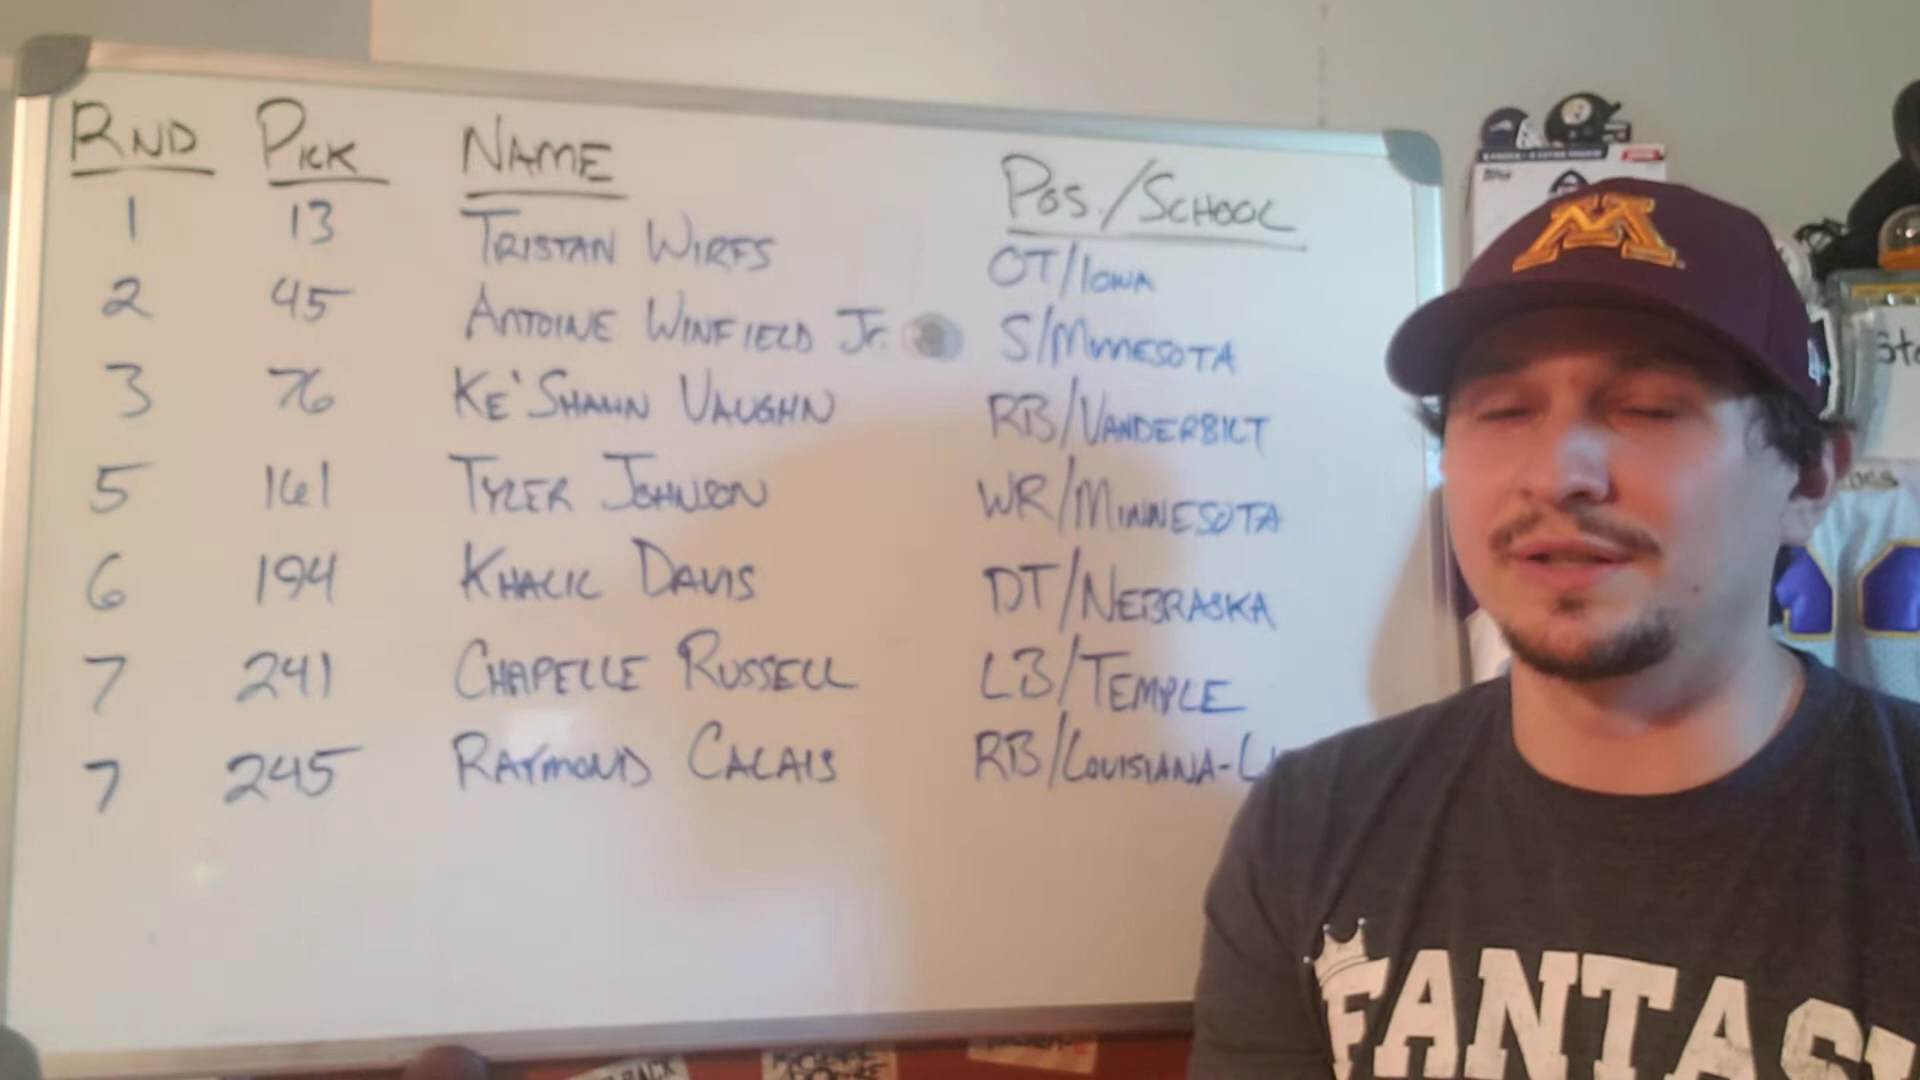 RND PICK NAME POS./SCHOOL
1 13 TRISTAN WIRFS OT/IOWA
2 45 ANTOINE WINFIELD Jr. S/MINNESOTA
3 76 KE'SHAWN VAUGHN RB/VANDERBILT
5 161 TYLER JOHNSON WR/MINNESOTA
6 194 KHALIL DAVIS DT/NEBRASKA
7 241 CHAPELLE RUSSELL LB/TEMPLE
7 245 RAYMOND CALAIS RB/LOUISIANA-L
M
FANTAS